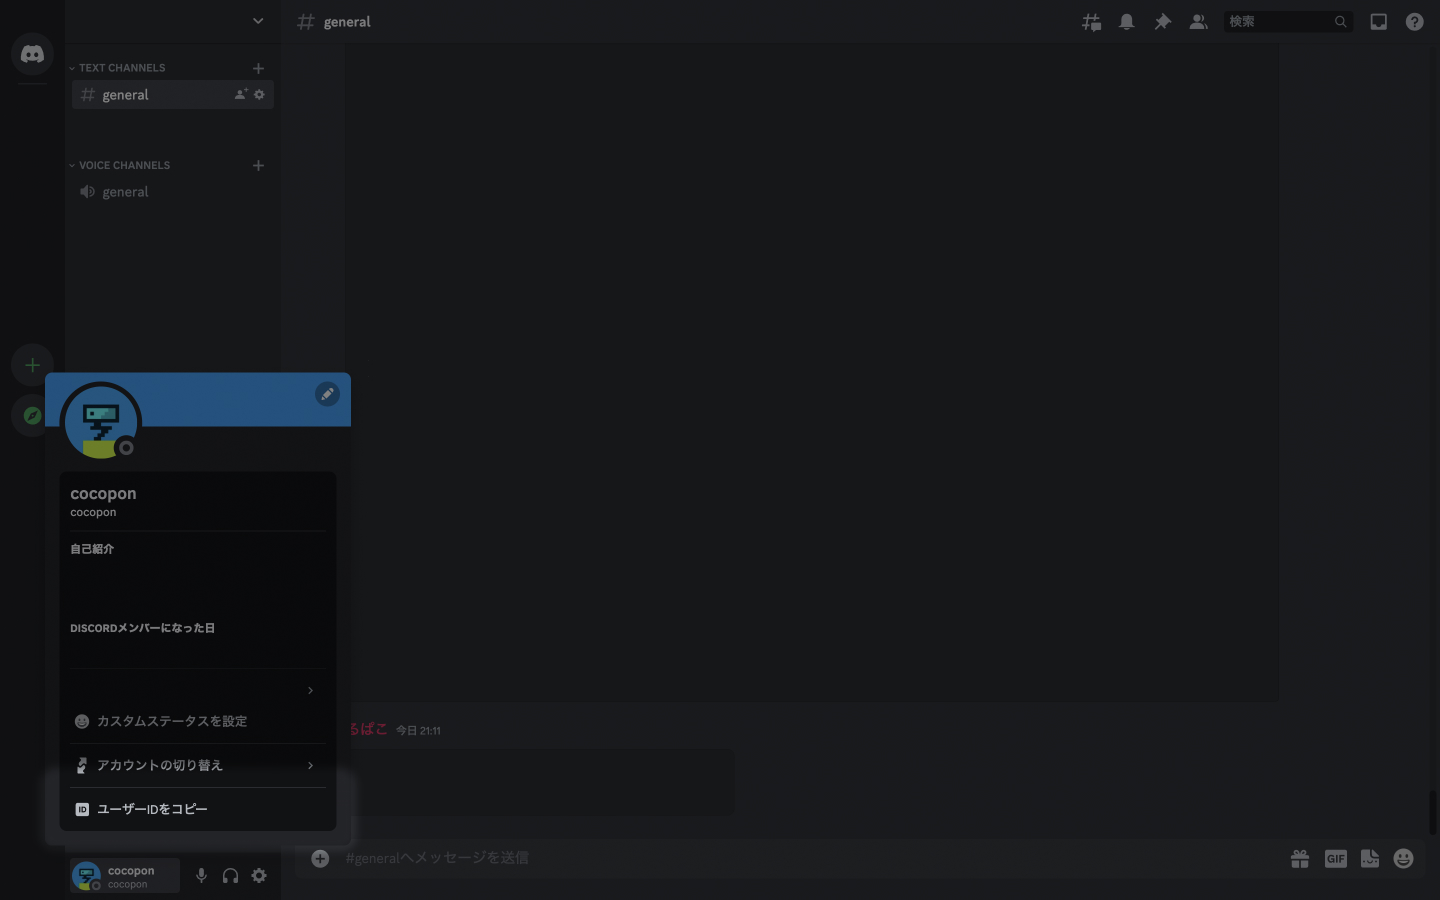 general
検索
TEXT CHANNELS
general
VOICE CHANNELS
general
cocopon
cocopon
自己紹介
DISCORDメンバーになった日
カスタムステータスを設定
アカウントの切り替え
ID ユーザーIDをコピー
るぱこ 今日 21:11
#generalへメッセージを送信
GIF
cocopon
cocopon